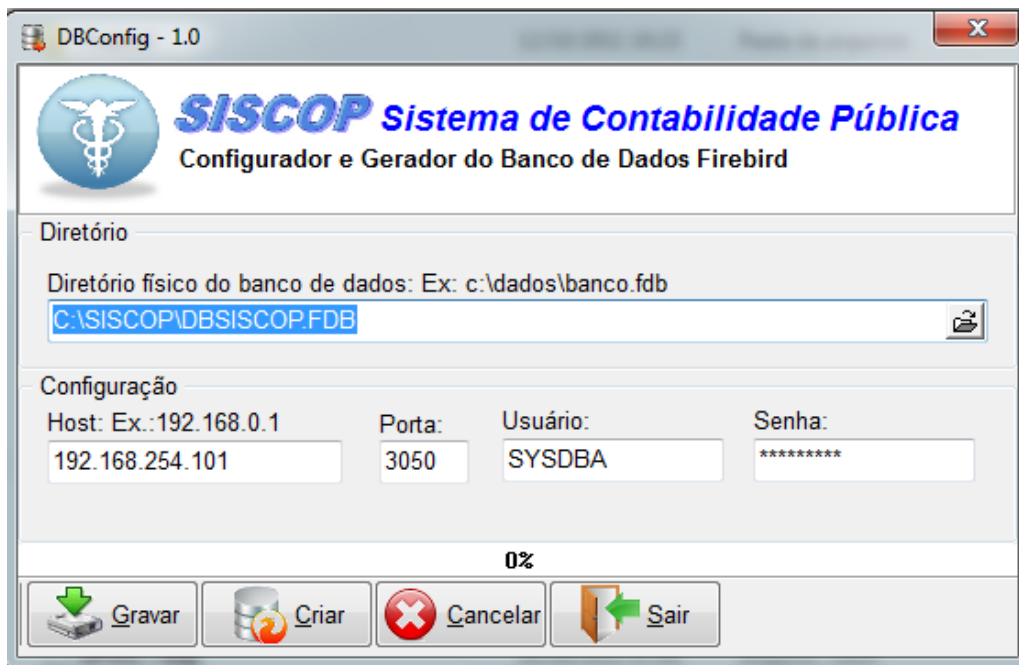 DBConfig - 1.0
SISCOP Sistema de Contabilidade Pública
Configurador e Gerador do Banco de Dados Firebird
Diretório
Diretório físico do banco de dados: Ex: c:\dados\banco.fdb
C:\SISCOP\DBSISCOP.FDB
Configuração
Host: Ex.:192.168.0.1 Porta: Usuário: Senha:
192.168.254.101 3050 SYSDBA *********
0%
Gravar Criar Cancelar Sair